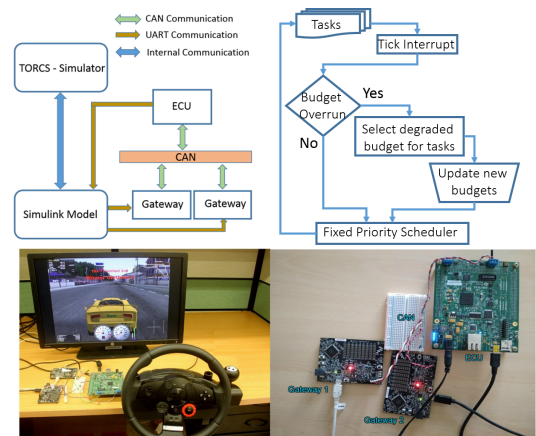 CAN Communication
UART Communication
Internal Communication
TORCS - Simulator
ECU
CAN
Simulink Model
Gateway
Gateway
Tasks
Tick Interrupt
Budget
Overrun
Yes
No
Select degraded
budget for tasks
Update new
budgets
Fixed Priority Scheduler
CAN
ECU
Gateway 1
Gateway 2